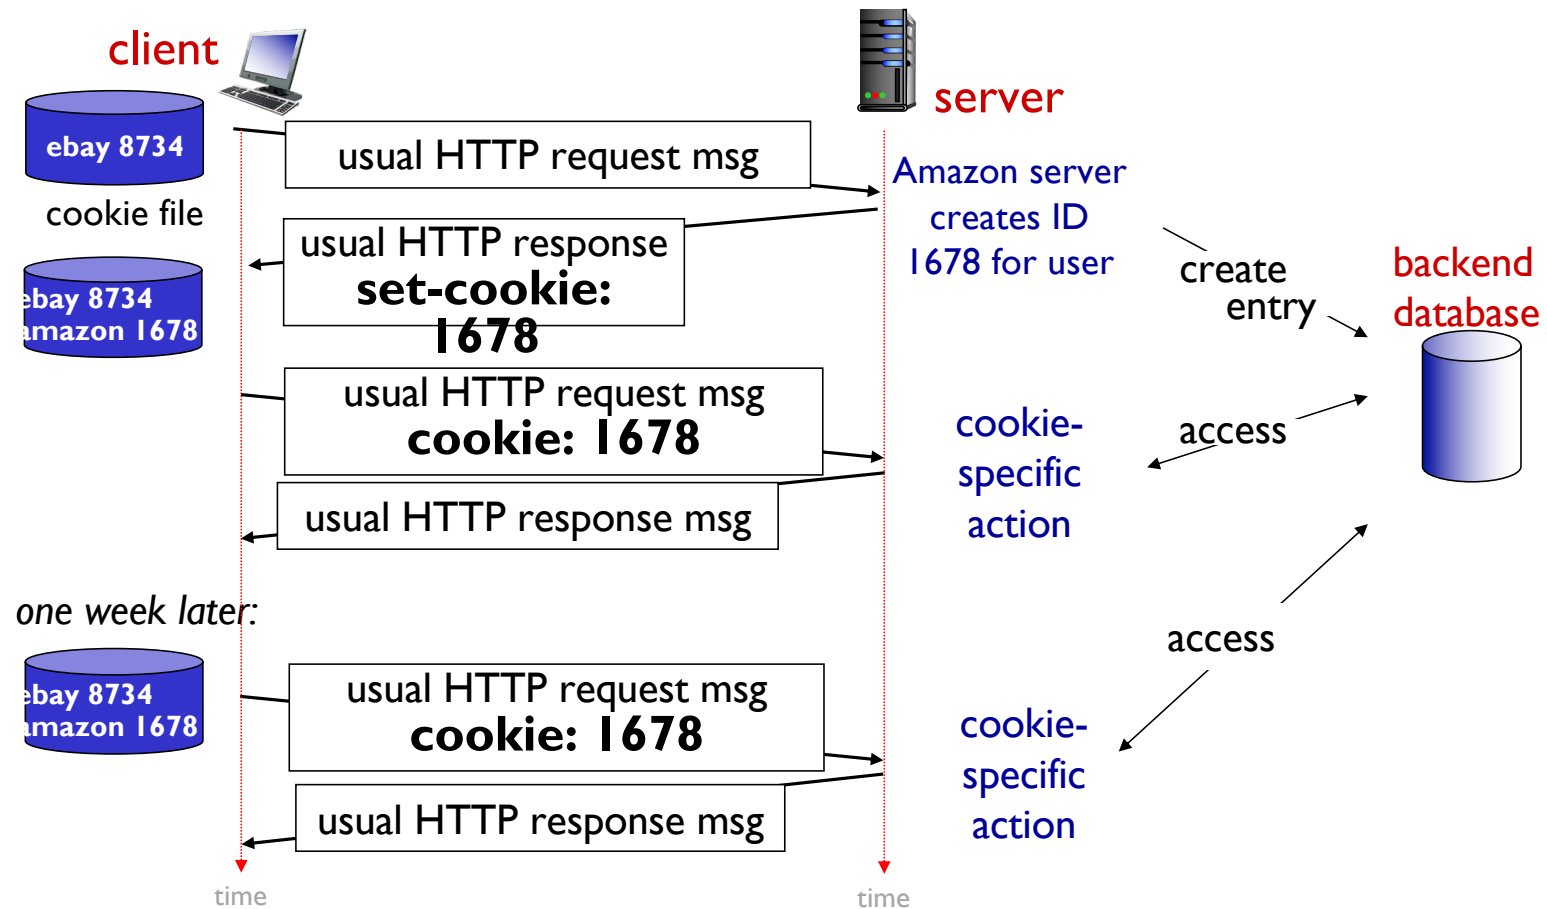 client
server
ebay 8734
usual HTTP request msg
cookie file
Amazon server
creates ID
1678 for user
usual HTTP response
set-cookie:
1678
create
entry
backend
database
ebay 8734
amazon 1678
usual HTTP request msg
cookie: 1678
cookie-
specific
action
access
usual HTTP response msg
one week later:
access
ebay 8734
amazon 1678
usual HTTP request msg
cookie: 1678
cookie-
specific
action
usual HTTP response msg
time
time